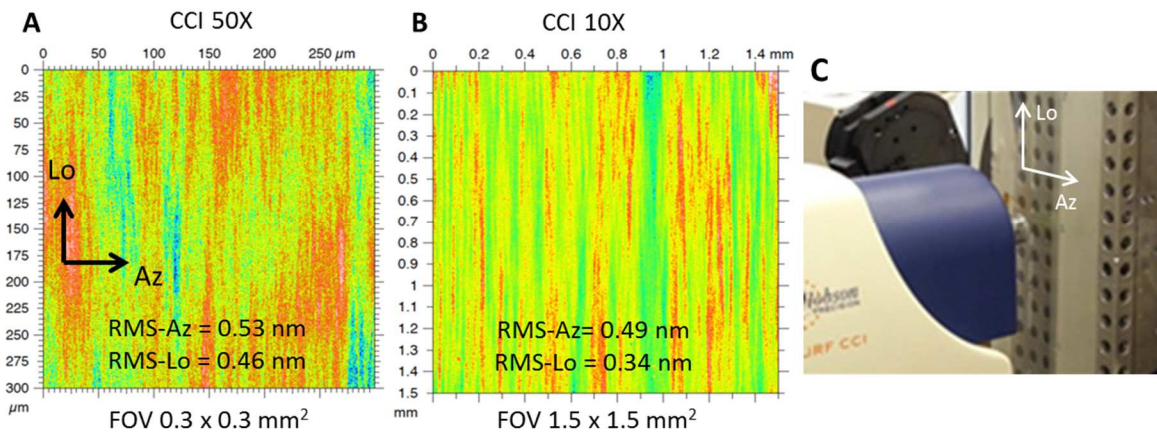 A
CCI 50X
0 50 100 150 200 250 µm
0
25
50
75
100
125
150
175
200
225
250
275
300
µm
Lo
Az
RMS-Az = 0.53 nm
RMS-Lo = 0.46 nm
FOV 0.3 x 0.3 mm²
B
CCI 10X
0 0.2 0.4 0.6 0.8 1 1.2 1.4 mm
0
0.1
0.2
0.3
0.4
0.5
0.6
0.7
0.8
0.9
1
1.1
1.2
1.3
1.4
1.5
mm
RMS-Az= 0.49 nm
RMS-Lo = 0.34 nm
FOV 1.5 x 1.5 mm²
C
Lo
Az
URF CCI